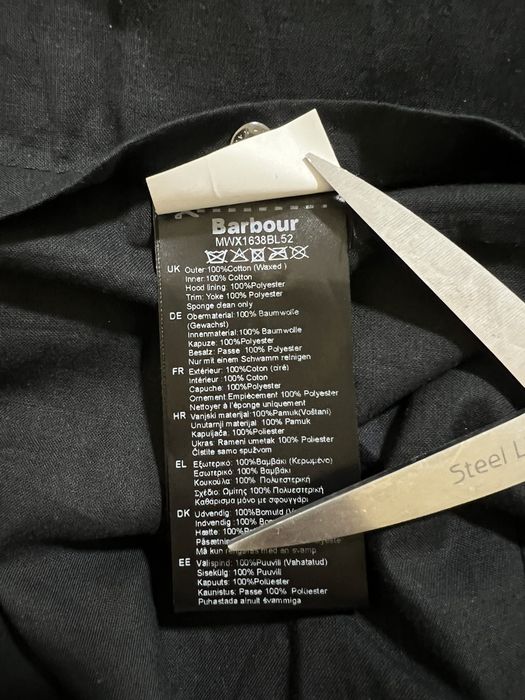 Barbour
MWX1638BL52
UK Outer:100%Cotton (Waxed )
Inner:100% Cotton
Hood lining: 100%Polyester
Trim: Yoke 100% Polyester
Sponge clean only
DE Obermaterial:100% Baumwolle
(Gewachst)
Innenmaterial:100% Baumwolle
Kapuze: 100%Polyester
Besatz: Passe 100% Polyester
Nur mit einem Schwamm reinigen
FR Extérieur: 100%Coton (ciré)
Intérieur : 100% Coton
Capuche: 100%Polyester
Ornement Empiècement 100% Polyester
Nettoyer à l'éponge uniquement
HR Vanjski materijal:100%Pamuk(Voštani)
Unutarnji materijal :100% Pamuk
Kapuljača: 100%Poliester
Ukras: Rameni umetak 100% Poliester
Čistite samo spužvom
EL Εξωτερικό: 100%Βαμβάκι (Κερωμένο)
Εσωτερικό: 100% Βαμβάκι
Κουκούλα: 100% Πολυεστερική
Σχέδιο: Ωμίτης 100% Πολυεστερική
Καθάρισμα μόνο με σφουγγάρι
DK Udvendig :100%Bomuld
Indvendig :100%
Hætte:
Må kun rengøres med en svamp
EE Välispind: 100%Puuvill (Vahatatud)
Sisekülg: 100% Puuvill
Kapuuts: 100%Polüester
Kaunistus: Passe 100% Polüester
Puhastada ainult švammiga
Steel